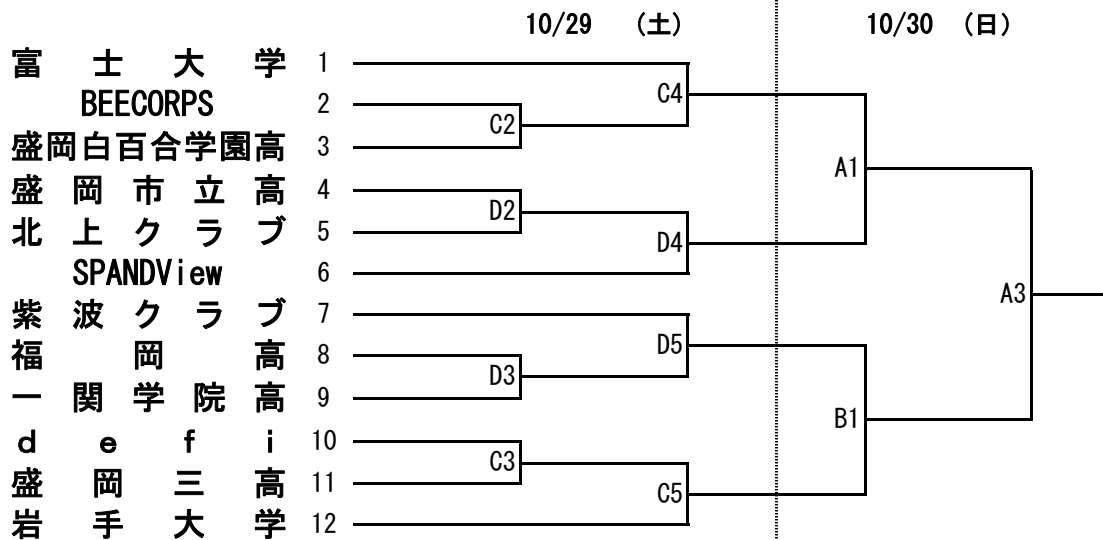 10/29 （土） 10/30 （日）
富士大学 1
C4
BEECORPS 2
C2
盛岡白百合学園高 3
A1
盛岡市立高 4
D2
北上クラブ 5
D4
SPANDView 6
A3
紫波クラブ 7
D5
福岡高 8
D3
一関学院高 9
B1
defi 10
C3
盛岡三高 11
C5
岩手大学 12